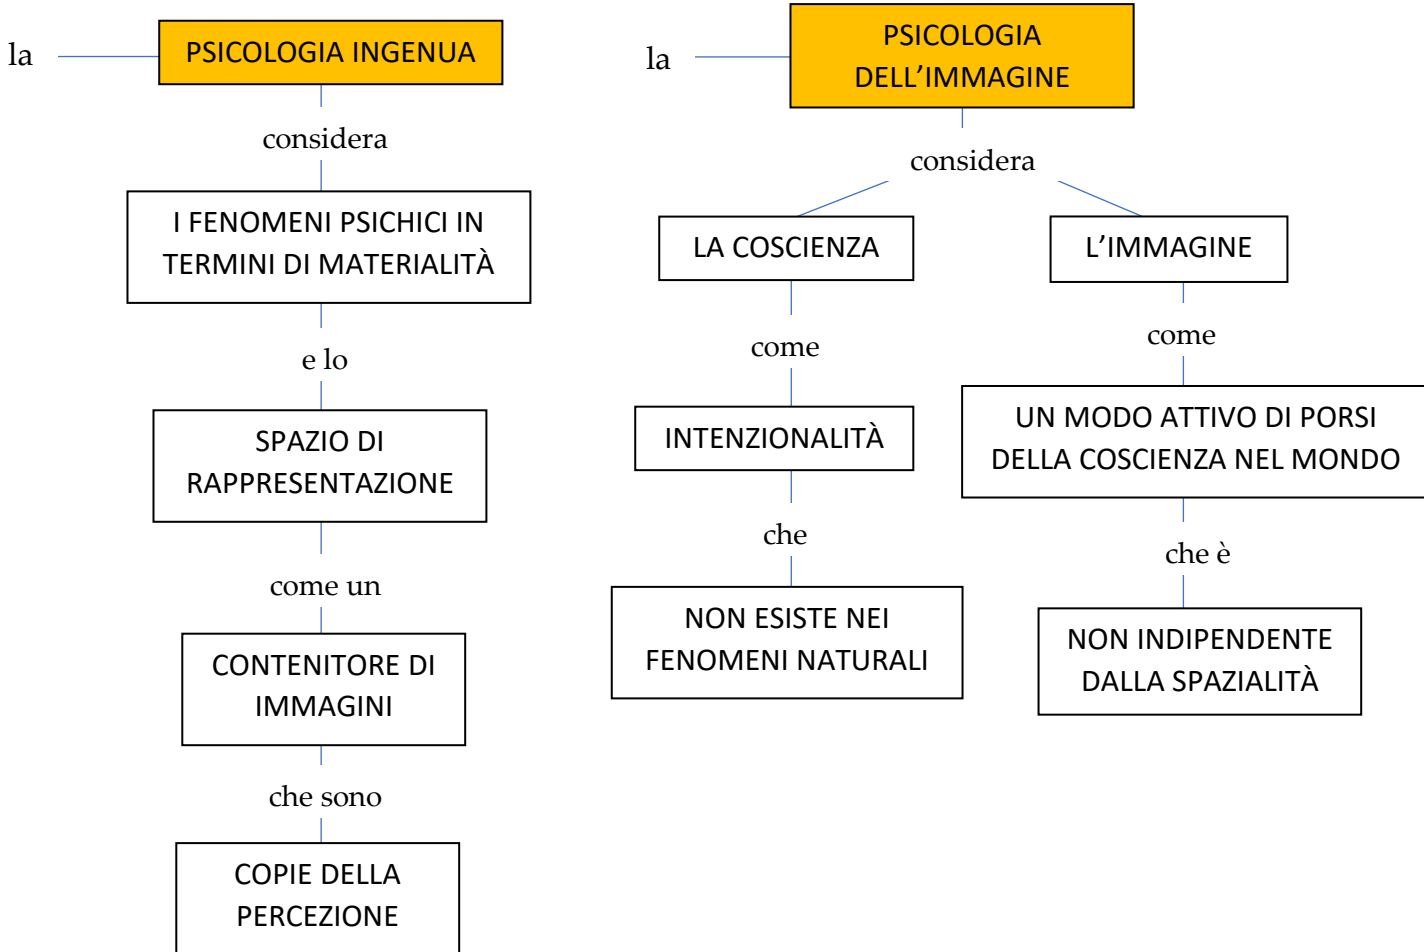 la
PSICOLOGIA INGENUA
considera
I FENOMENI PSICHICI IN
TERMINI DI MATERIALITÀ
e lo
SPAZIO DI
RAPPRESENTAZIONE
come un
CONTENITORE DI
IMMAGINI
che sono
COPIE DELLA
PERCEZIONE
la
PSICOLOGIA
DELL’IMMAGINE
considera
LA COSCIENZA
come
INTENZIONALITÀ
che
NON ESISTE NEI
FENOMENI NATURALI
L’IMMAGINE
come
UN MODO ATTIVO DI PORSI
DELLA COSCIENZA NEL MONDO
che è
NON INDIPENDENTE
DALLA SPAZIALITÀ